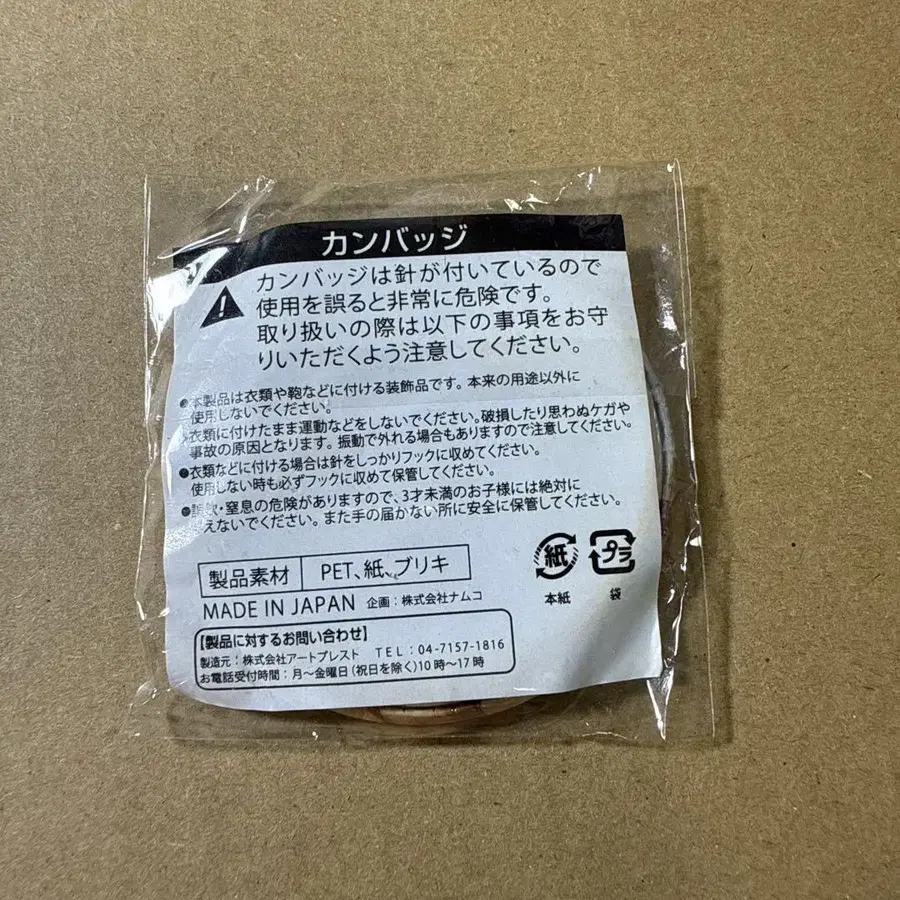 カンバッジ
カンバッジは針が付いているので
使用を誤ると非常に危険です。
取り扱いの際は以下の事項をお守
りいただくよう注意してください。
●本製品は衣類や鞄などに付ける装飾品です。本来の用途以外に
使用しないでください。
衣類に付けたまま運動などをしないでください。破損したり思わぬケガや
事故の原因となります。振動で外れる場合もありますので注意してください。
●衣類などに付ける場合は針をしっかりフックに収めてください。
使用しない時も必ずフックに収めて保管してください。
●誤飲・窒息の危険がありますので、3才未満のお子様には絶対に
えないでください。また手の届かない所に安全に保管してください。
製品素材 PET、紙、ブリキ
紙 プラ
本紙 袋
MADE IN JAPAN 企画：株式会社ナムコ
【製品に対するお問い合わせ】
製造元：株式会社アートプレスト TEL：04-7157-1816
お電話受付時間：月～金曜日（祝日を除く）10時～17時